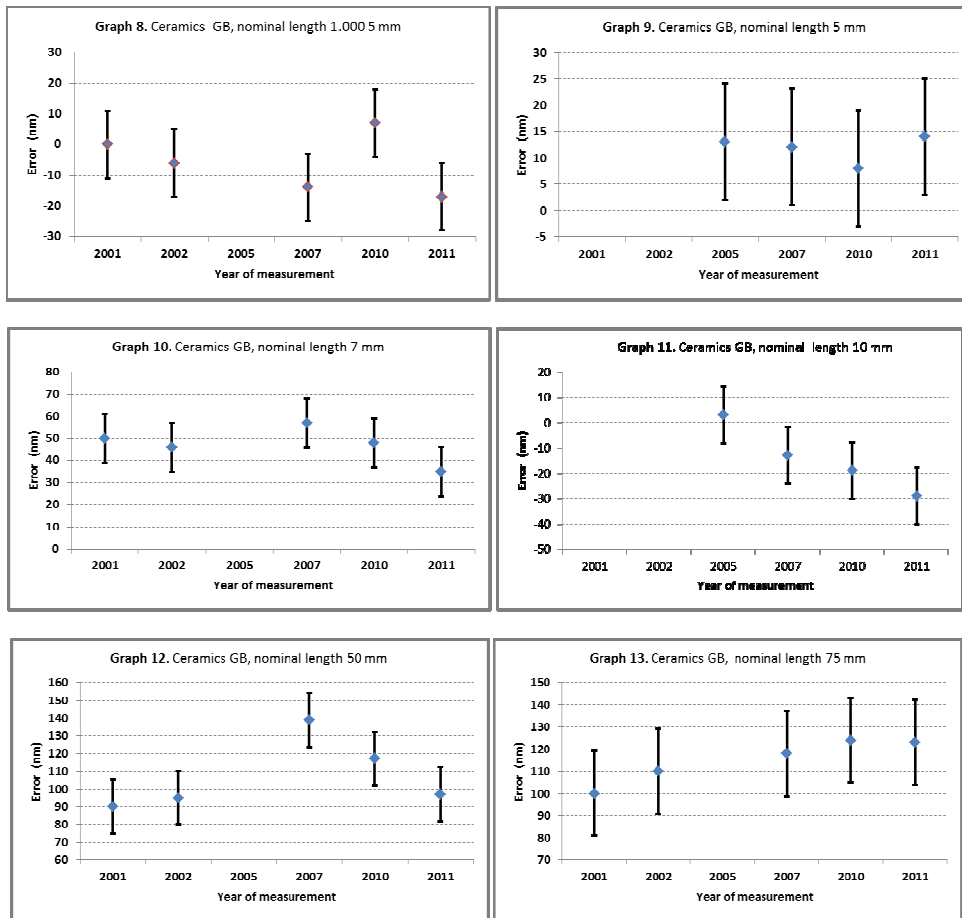 Graph 8. Ceramics GB, nominal length 1.000 5 mm
30
20
10
0
-10
-20
-30
Error (nm)
2001 2002 2005 2007 2010 2011
Year of measurement
Graph 9. Ceramics GB, nominal length 5 mm
30
25
20
15
10
5
0
-5
Error (nm)
2001 2002 2005 2007 2010 2011
Year of measurement
Graph 10. Ceramics GB, nominal length 7 mm
80
70
60
50
40
30
20
10
0
Error (nm)
2001 2002 2005 2007 2010 2011
Year of measurement
Graph 11. Ceramics GB, nominal length 10 mm
20
10
0
-10
-20
-30
-40
-50
Error (nm)
2001 2002 2005 2007 2010 2011
Year of measurement
Graph 12. Ceramics GB, nominal length 50 mm
160
150
140
130
120
110
100
90
80
70
60
Error (nm)
2001 2002 2005 2007 2010 2011
Year of measurement
Graph 13. Ceramics GB, nominal length 75 mm
150
140
130
120
110
100
90
80
70
Error (nm)
2001 2002 2005 2007 2010 2011
Year of measurement